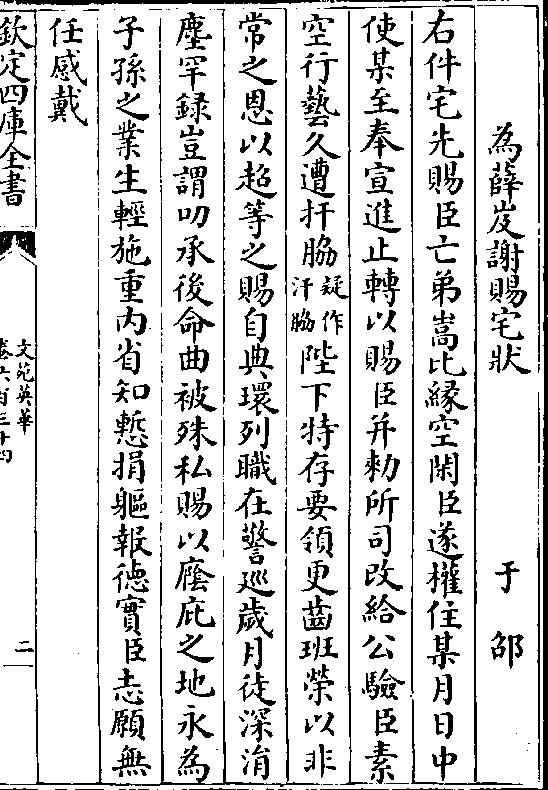 為薛岌謝賜宅狀　于邵
右件宅先賜臣亡弟嵩比緣空閑臣遂權住某月日中
使某至奉宣進止轉以賜臣并勑所司改給公驗臣素
空行藝久遭扞脇疑作汗脇陛下特存要領更齒班榮以非
常之恩以超等之賜自典環列職在警巡歲月徒深涓
塵罕録豈謂叨承後命曲被殊私賜以廕庇之地永為
子孫之業生輕施重内省知慙捐軀報德實臣志願無
任感戴
欽定四庫全書
文苑英華
卷六百三十四
二